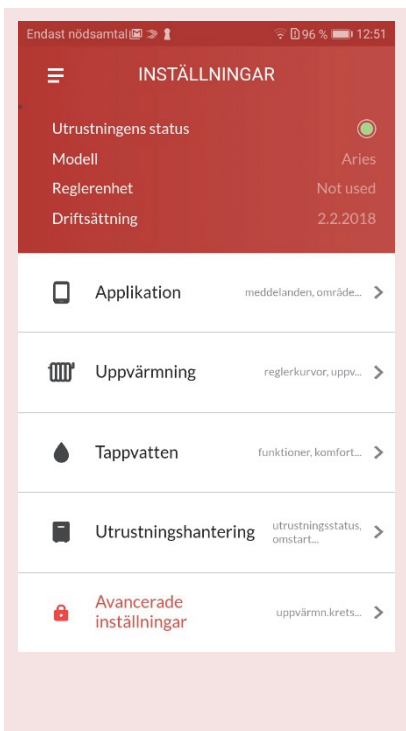 Endast nödsamtal 96 % 12:51
INSTÄLLNINGAR
Utrustningens status
Modell Aries
Reglerenhet Not used
Driftsättning 2.2.2018
Applikation meddelanden, område...
Uppvärmning reglerkurvor, uppv...
Tappvatten funktioner, komfort...
Utrustningshantering utrustningsstatus,
omstart...
Avancerade
inställningar uppvärmn.krets...